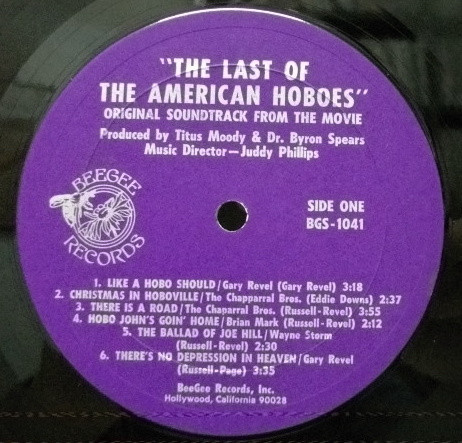 "THE LAST OF
THE AMERICAN HOBOES"
ORIGINAL SOUNDTRACK FROM THE MOVIE
Produced by Titus Moody & Dr. Byron Spears
Music Director—Juddy Phillips
BEEGEE
RECORDS
SIDE ONE
BGS-1041
1. LIKE A HOBO SHOULD/Gary Revel (Gary Revel) 3:18
2. CHRISTMAS IN HOBOVILLE/The Chapparral Bros. (Eddie Downs) 2:37
3. THERE IS A ROAD/The Chaparral Bros. (Russell-Revel) 3:55
4. HOBO JOHN'S GOIN' HOME/Brian Mark (Russell-Revel) 2:12
5. THE BALLAD OF JOE HILL/Wayne Storm
(Russell-Revel) 2:30
6. THERE'S NO DEPRESSION IN HEAVEN/Gary Revel
(Russell-Page) 3:35
BeeGee Records, Inc.
Hollywood, California 90028